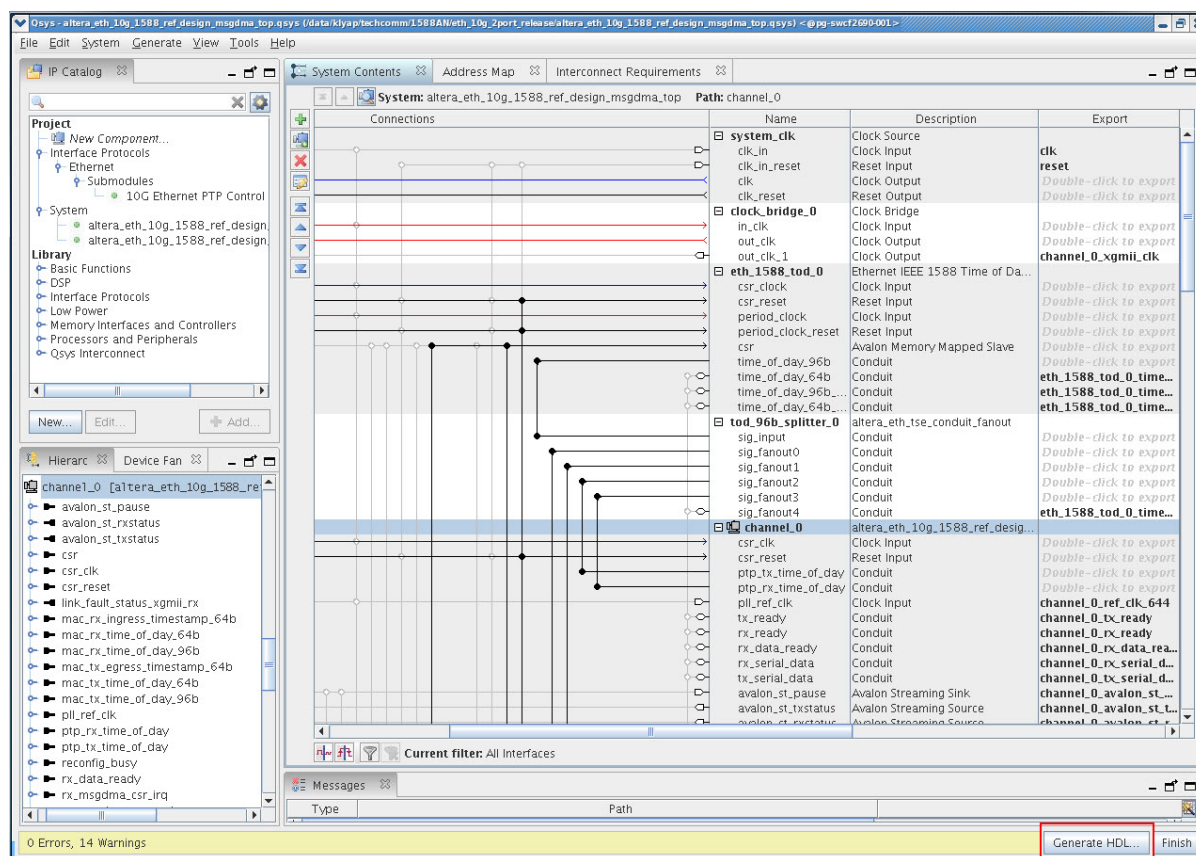 Qsys - altera_eth_10g_1588_ref_design_msgdma_top.qsys (/data/klyap/techcomm/1588AN/eth_10g_2port_release/altera_eth_10g_1588_ref_design_msgdma_top.qsys) <@pg-swcf2690-001>
File Edit System Generate View Tools Help
IP Catalog
Project
New Component...
Interface Protocols
Ethernet
Submodules
10G Ethernet PTP Control
System
altera_eth_10g_1588_ref_design_
altera_eth_10g_1588_ref_design_
Library
Basic Functions
DSP
Interface Protocols
Low Power
Memory Interfaces and Controllers
Processors and Peripherals
Qsys Interconnect
New... Edit... Add...
Hierarc Device Fan
channel_0 [altera_eth_10g_1588_re
avalon_st_pause
avalon_st_rxstatus
avalon_st_txstatus
csr
csr_clk
csr_reset
link_fault_status_xgmii_rx
mac_rx_ingress_timestamp_64b
mac_rx_time_of_day_64b
mac_rx_time_of_day_96b
mac_tx_egress_timestamp_64b
mac_tx_time_of_day_64b
mac_tx_time_of_day_96b
pll_ref_clk
ptp_rx_time_of_day
ptp_tx_time_of_day
reconfig_busy
rx_data_ready
rx_msgdma_csr_irq
System Contents Address Map Interconnect Requirements
System: altera_eth_10g_1588_ref_design_msgdma_top Path: channel_0
Connections Name Description Export
system_clk Clock Source
clk_in Clock Input clk
clk_in_reset Reset Input reset
clk Clock Output Double-click to export
clk_reset Reset Output Double-click to export
clock_bridge_0 Clock Bridge
in_clk Clock Input Double-click to export
out_clk Clock Output Double-click to export
out_clk_1 Clock Output channel_0_xgmii_clk
eth_1588_tod_0 Ethernet IEEE 1588 Time of Da...
csr_clock Clock Input Double-click to export
csr_reset Reset Input Double-click to export
period_clock Clock Input Double-click to export
period_clock_reset Reset Input Double-click to export
csr Avalon Memory Mapped Slave Double-click to export
time_of_day_96b Conduit Double-click to export
time_of_day_64b Conduit eth_1588_tod_0_time...
time_of_day_96b_... Conduit eth_1588_tod_0_time...
time_of_day_64b_... Conduit eth_1588_tod_0_time...
tod_96b_splitter_0 altera_eth_tse_conduit_fanout
sig_input Conduit Double-click to export
sig_fanout0 Conduit Double-click to export
sig_fanout1 Conduit Double-click to export
sig_fanout2 Conduit Double-click to export
sig_fanout3 Conduit Double-click to export
sig_fanout4 Conduit eth_1588_tod_0_time...
channel_0 altera_eth_10g_1588_ref_desig...
csr_clk Clock Input Double-click to export
csr_reset Reset Input Double-click to export
ptp_tx_time_of_day Conduit Double-click to export
ptp_rx_time_of_day Conduit Double-click to export
pll_ref_clk Clock Input channel_0_ref_clk_644
tx_ready Conduit channel_0_tx_ready
rx_ready Conduit channel_0_rx_ready
rx_data_ready Conduit channel_0_rx_data_rea...
rx_serial_data Conduit channel_0_rx_serial_d...
tx_serial_data Conduit channel_0_tx_serial_d...
avalon_st_pause Avalon Streaming Sink channel_0_avalon_st_...
avalon_st_txstatus Avalon Streaming Source channel_0_avalon_st_t...
avalon_st_rxstatus Avalon Streaming Source channel_0_avalon_st_r...
Current filter: All Interfaces
Messages
Type Path
0 Errors, 14 Warnings
Generate HDL... Finish